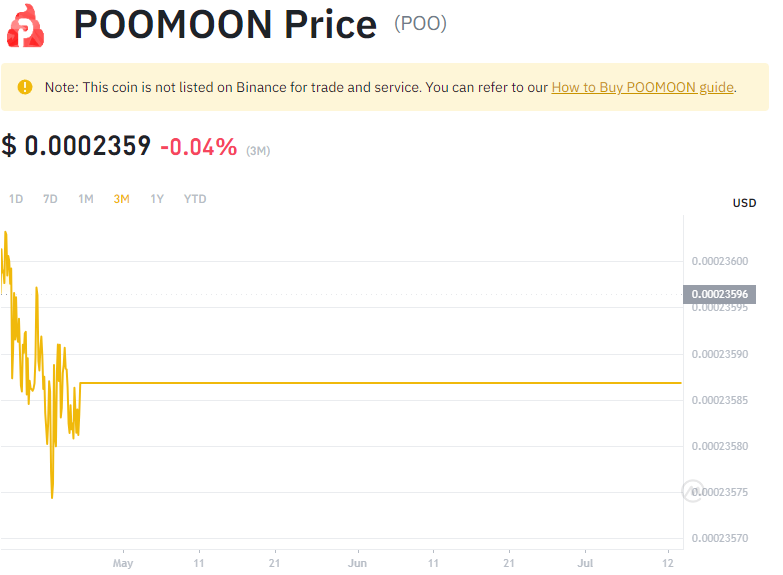 POOMOON Price (POO)
Note: This coin is not listed on Binance for trade and service. You can refer to our How to Buy POOMOON guide.
$ 0.0002359 -0.04% (3M)
1D 7D 1M 3M 1Y YTD
USD
0.00023600
0.00023596
0.00023595
0.00023590
0.00023585
0.00023580
0.00023575
0.00023570
May 11 21 Jun 11 21 Jul 12